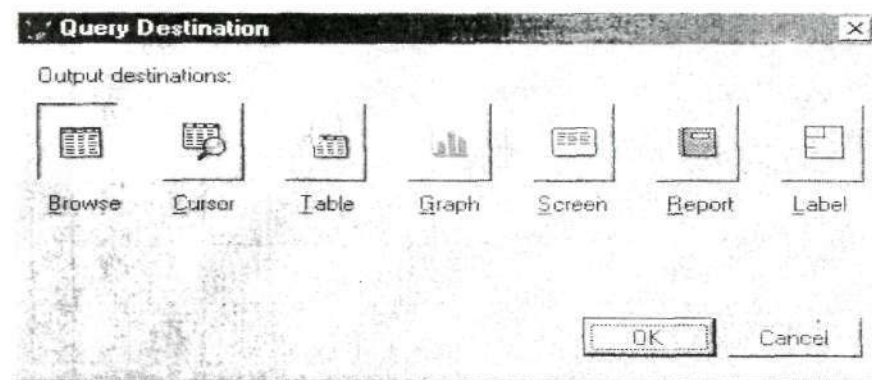 Query Destination
Output destinations:
Browse Cursor Table Graph Screen Report Label
OK Cancel